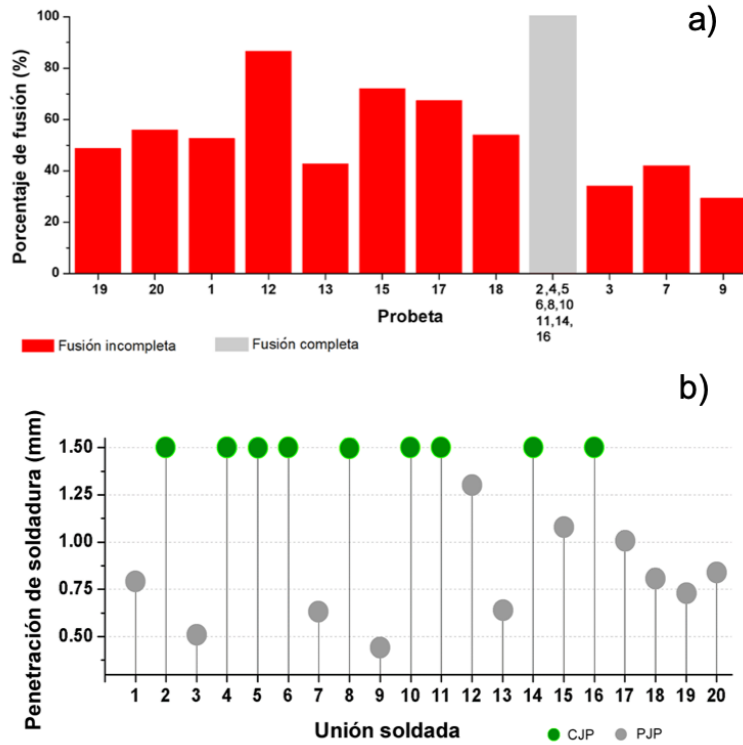 a)
Porcentaje de fusión (%)
100
80
60
40
20
0
19 20 1 12 13 15 17 18 2,4,5 3 7 9
6,8,10
11,14,
16
Probeta
Fusión incompleta Fusión completa
b)
Penetración de soldadura (mm)
1.50
1.25
1.00
0.75
0.50
1 2 3 4 5 6 7 8 9 10 11 12 13 14 15 16 17 18 19 20
Unión soldada
CJP PJP